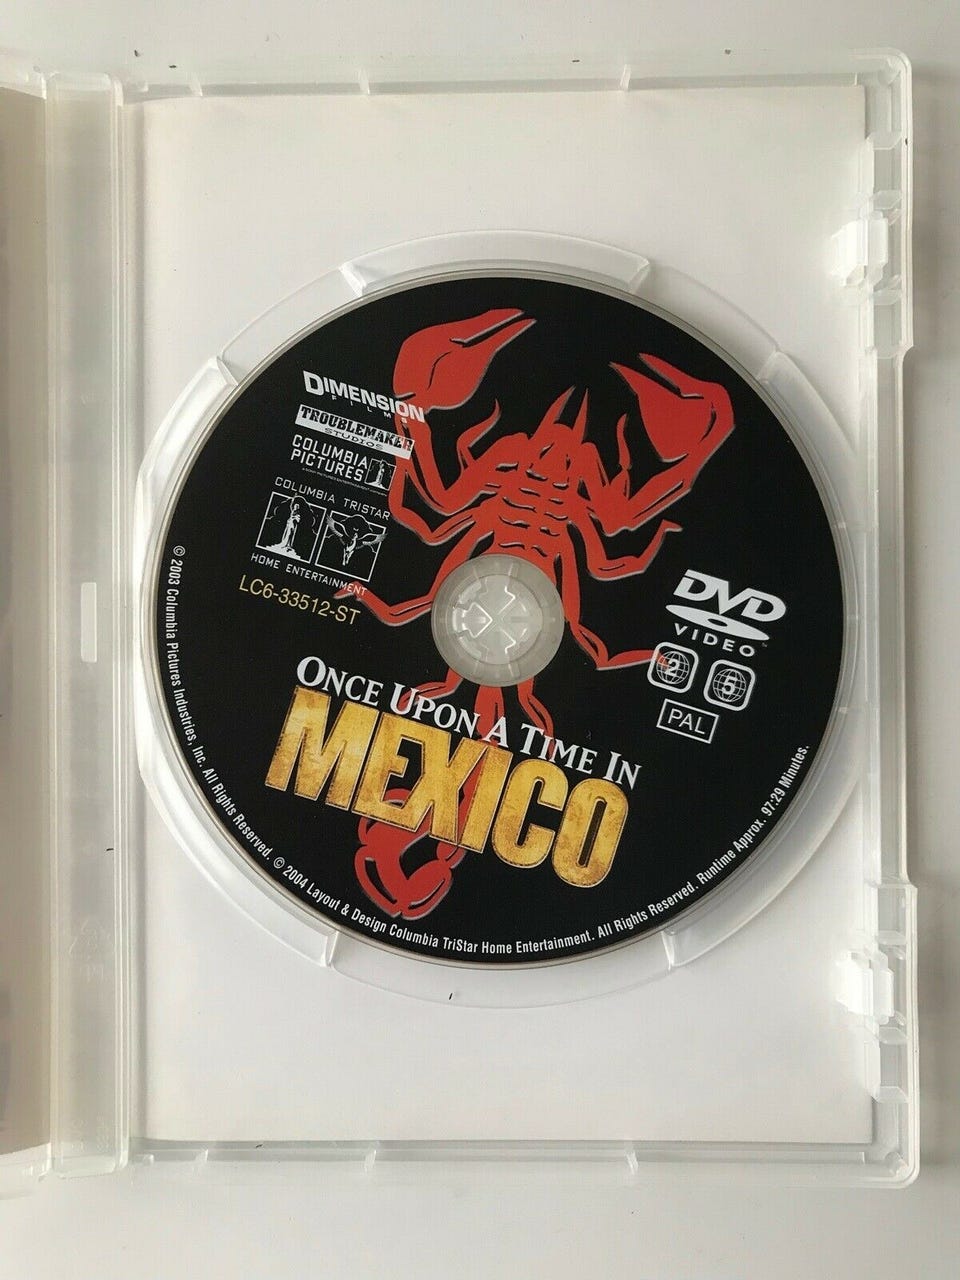 DIMENSION
FILMS
TROUBLEMAKER
STUDIOS
COLUMBIA
PICTURES
COLUMBIA TRISTAR
HOME ENTERTAINMENT
LC6-33512-ST
DVD
VIDEO
TM
2
5
PAL
ONCE UPON A TIME IN
MEXICO
© 2003 Columbia Pictures Industries, Inc. All Rights Reserved. © 2004 Layout & Design Columbia TriStar Home Entertainment. All Rights Reserved. Runtime Approx. 97:29 Minutes.